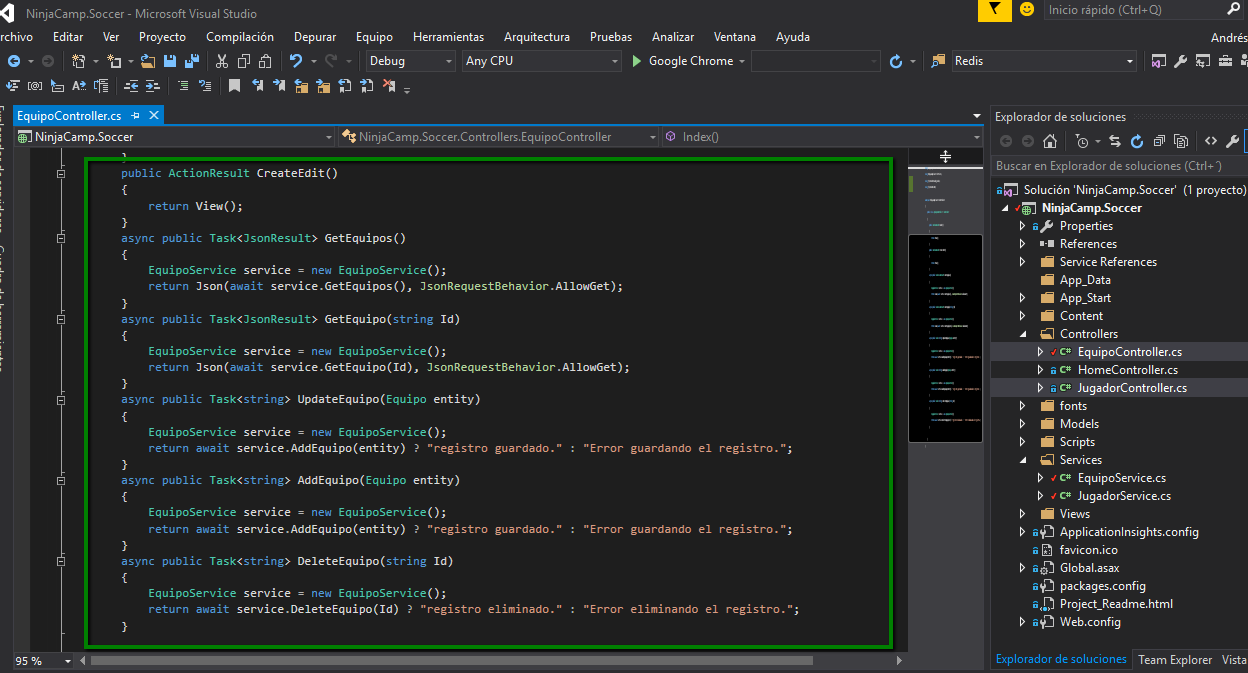 NinjaCamp.Soccer - Microsoft Visual Studio
Inicio rápido (Ctrl+Q)
rchivo Editar Ver Proyecto Compilación Depurar Equipo Herramientas Arquitectura Pruebas Analizar Ventana Ayuda Andrés
Debug Any CPU Google Chrome Redis
EquipoController.cs
NinjaCamp.Soccer NinjaCamp.Soccer.Controllers.EquipoController Index()
}
public ActionResult CreateEdit()
{
return View();
}
async public Task<JsonResult> GetEquipos()
{
EquipoService service = new EquipoService();
return Json(await service.GetEquipos(), JsonRequestBehavior.AllowGet);
}
async public Task<JsonResult> GetEquipo(string Id)
{
EquipoService service = new EquipoService();
return Json(await service.GetEquipo(Id), JsonRequestBehavior.AllowGet);
}
async public Task<string> UpdateEquipo(Equipo entity)
{
EquipoService service = new EquipoService();
return await service.AddEquipo(entity) ? "registro guardado." : "Error guardando el registro.";
}
async public Task<string> AddEquipo(Equipo entity)
{
EquipoService service = new EquipoService();
return await service.AddEquipo(entity) ? "registro guardado." : "Error guardando el registro.";
}
async public Task<string> DeleteEquipo(string Id)
{
EquipoService service = new EquipoService();
return await service.DeleteEquipo(Id) ? "registro eliminado." : "Error eliminando el registro.";
}
95 %
Explorador de soluciones
Buscar en Explorador de soluciones (Ctrl+´)
Solución 'NinjaCamp.Soccer' (1 proyecto)
NinjaCamp.Soccer
Properties
References
Service References
App_Data
App_Start
Content
Controllers
C# EquipoController.cs
C# HomeController.cs
C# JugadorController.cs
fonts
Models
Scripts
Services
C# EquipoService.cs
C# JugadorService.cs
Views
ApplicationInsights.config
favicon.ico
Global.asax
packages.config
Project_Readme.html
Web.config
Explorador de soluciones Team Explorer Vista